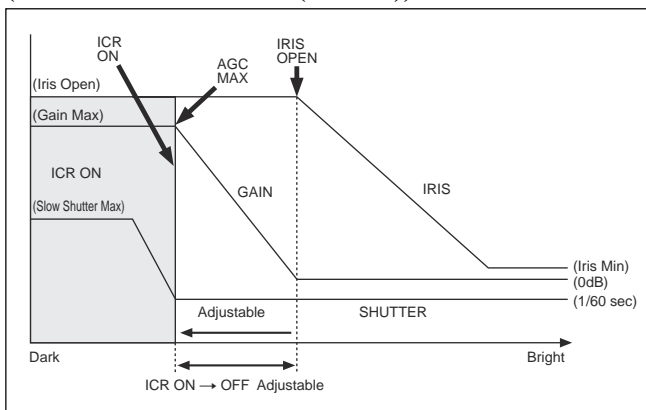 ICR
ON
IRIS
OPEN
AGC
MAX
(Iris Open)
(Gain Max)
ICR ON
GAIN
IRIS
(Slow Shutter Max)
(Iris Min)
(0dB)
(1/60 sec)
Adjustable
SHUTTER
Dark
Bright
ICR ON → OFF Adjustable